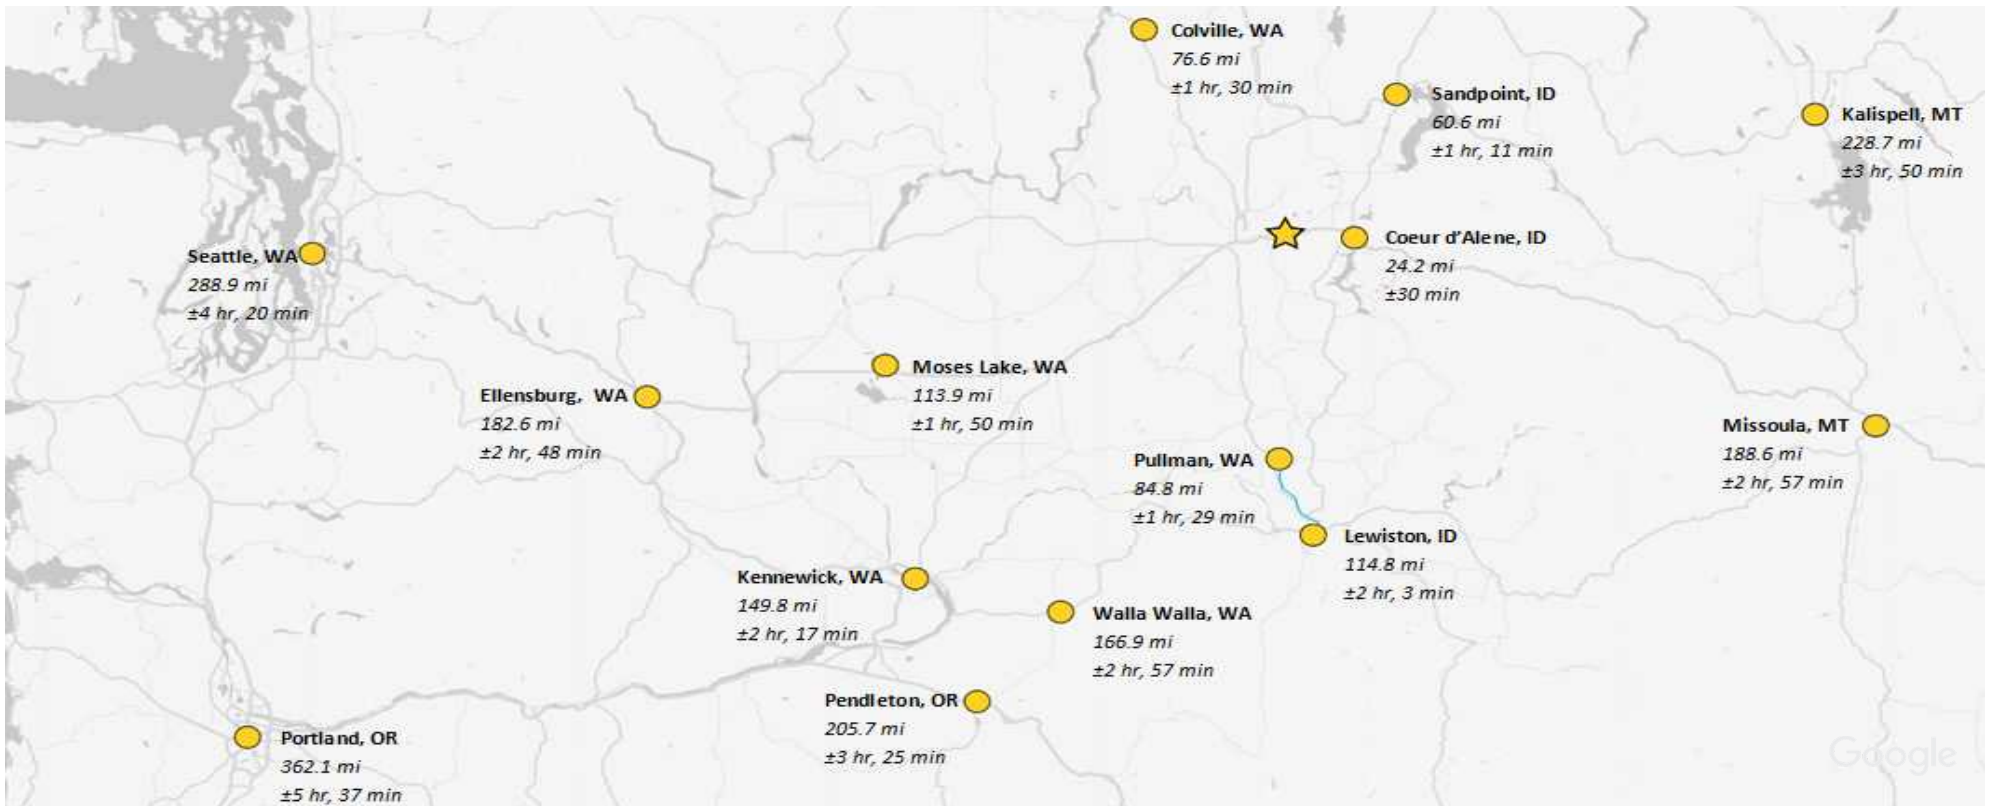 Colville, WA
76.6 mi
±1 hr, 30 min
Sandpoint, ID
60.6 mi
±1 hr, 11 min
Kalispell, MT
228.7 mi
±3 hr, 50 min
Seattle, WA
288.9 mi
±4 hr, 20 min
Coeur d’Alene, ID
24.2 mi
±30 min
Moses Lake, WA
113.9 mi
±1 hr, 50 min
Ellensburg, WA
182.6 mi
±2 hr, 48 min
Missoula, MT
188.6 mi
±2 hr, 57 min
Pullman, WA
84.8 mi
±1 hr, 29 min
Lewiston, ID
114.8 mi
±2 hr, 3 min
Kennewick, WA
149.8 mi
±2 hr, 17 min
Walla Walla, WA
166.9 mi
±2 hr, 57 min
Pendleton, OR
205.7 mi
±3 hr, 25 min
Portland, OR
362.1 mi
±5 hr, 37 min
Google